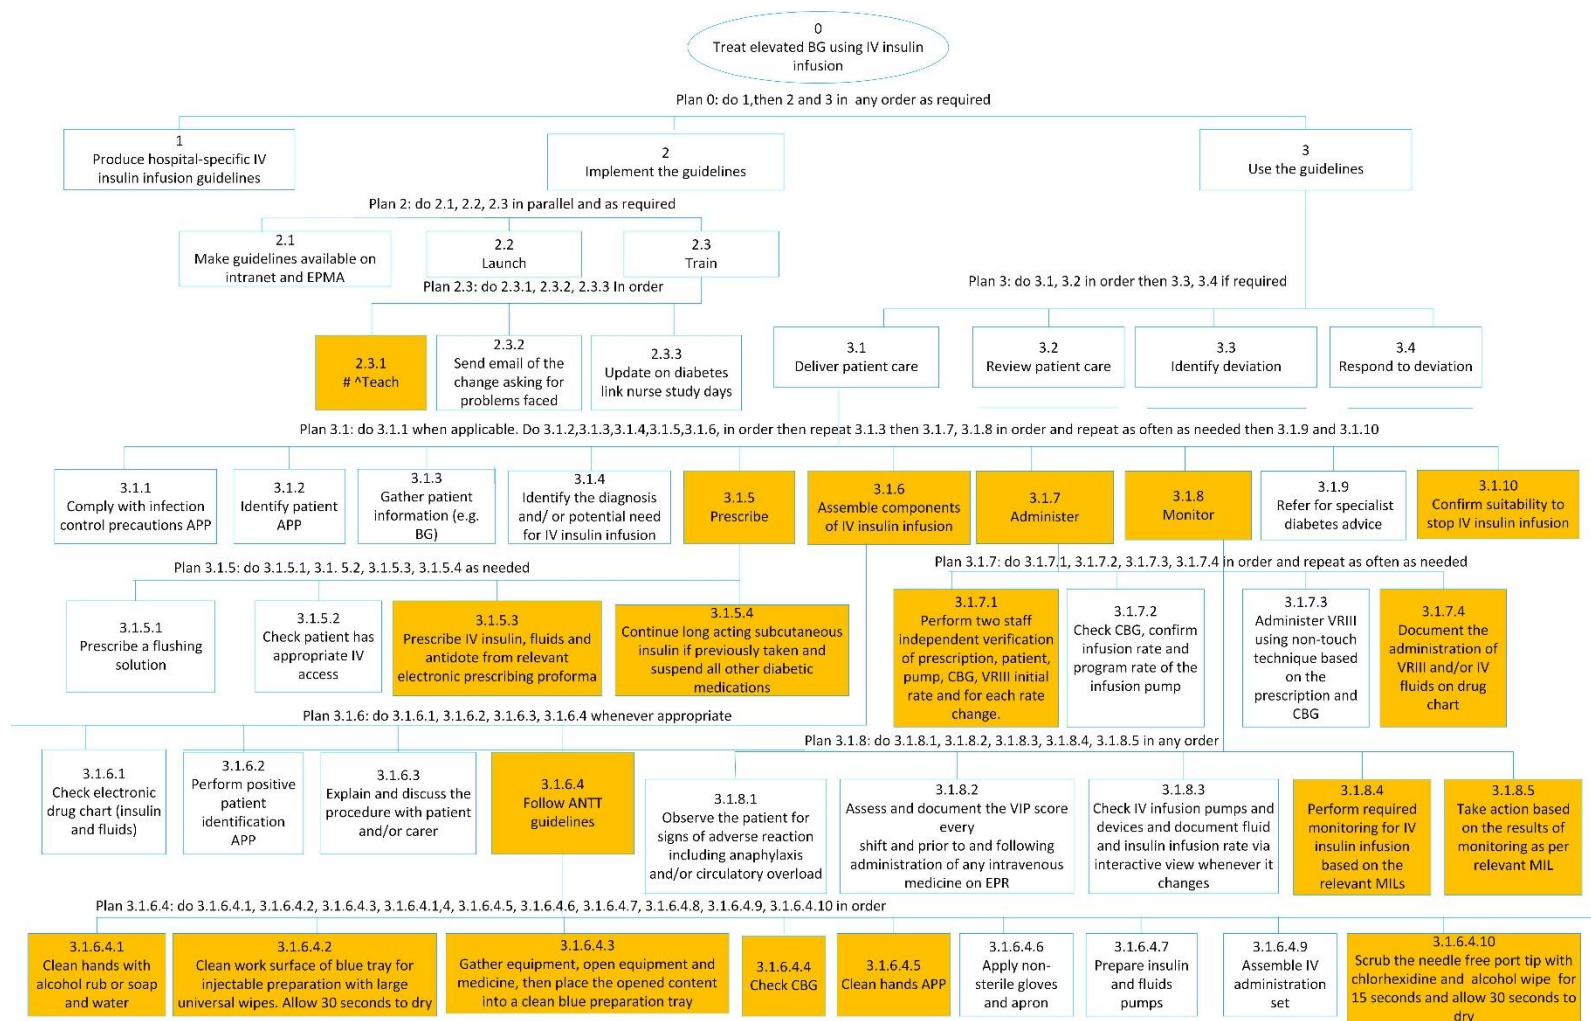 0
Treat elevated BG using IV insulin
infusion
Plan 0: do 1,then 2 and 3 in any order as required
1
Produce hospital-specific IV
insulin infusion guidelines
2
Implement the guidelines
3
Use the guidelines
Plan 2: do 2.1, 2.2, 2.3 in parallel and as required
2.1
Make guidelines available on
intranet and EPMA
2.2
Launch
2.3
Train
Plan 2.3: do 2.3.1, 2.3.2, 2.3.3 In order
Plan 3: do 3.1, 3.2 in order then 3.3, 3.4 if required
2.3.1
# ^Teach
2.3.2
Send email of the
change asking for
problems faced
2.3.3
Update on diabetes
link nurse study days
3.1
Deliver patient care
3.2
Review patient care
3.3
Identify deviation
3.4
Respond to deviation
Plan 3.1: do 3.1.1 when applicable. Do 3.1.2,3.1.3,3.1.4,3.1.5,3.1.6, in order then repeat 3.1.3 then 3.1.7, 3.1.8 in order and repeat as often as needed then 3.1.9 and 3.1.10
3.1.1
Comply with infection
control precautions APP
3.1.2
Identify patient
APP
3.1.3
Gather patient
information (e.g.
BG)
3.1.4
Identify the diagnosis
and/ or potential need
for IV insulin infusion
3.1.5
Prescribe
3.1.6
Assemble components
of IV insulin infusion
3.1.7
Administer
3.1.8
Monitor
3.1.9
Refer for specialist
diabetes advice
3.1.10
Confirm suitability to
stop IV insulin infusion
Plan 3.1.5: do 3.1.5.1, 3.1. 5.2, 3.1.5.3, 3.1.5.4 as needed
Plan 3.1.7: do 3.1.7.1, 3.1.7.2, 3.1.7.3, 3.1.7.4 in order and repeat as often as needed
3.1.5.1
Prescribe a flushing
solution
3.1.5.2
Check patient has
appropriate IV
access
3.1.5.3
Prescribe IV insulin, fluids and
antidote from relevant
electronic prescribing proforma
3.1.5.4
Continue long acting subcutaneous
insulin if previously taken and
suspend all other diabetic
medications
3.1.7.1
Perform two staff
independent verification
of prescription, patient,
pump, CBG, VRIII initial
rate and for each rate
change.
3.1.7.2
Check CBG, confirm
infusion rate and
program rate of the
infusion pump
3.1.7.3
Administer VRIII
using non-touch
technique based
on the
prescription and
CBG
3.1.7.4
Document the
administration of
VRIII and/or IV
fluids on drug
chart
Plan 3.1.6: do 3.1.6.1, 3.1.6.2, 3.1.6.3, 3.1.6.4 whenever appropriate
Plan 3.1.8: do 3.1.8.1, 3.1.8.2, 3.1.8.3, 3.1.8.4, 3.1.8.5 in any order
3.1.6.1
Check electronic
drug chart (insulin
and fluids)
3.1.6.2
Perform positive
patient
identification
APP
3.1.6.3
Explain and discuss the
procedure with patient
and/or carer
3.1.6.4
Follow ANTT
guidelines
3.1.8.1
Observe the patient for
signs of adverse reaction
including anaphylaxis
and/or circulatory overload
3.1.8.2
Assess and document the VIP score
every
shift and prior to and following
administration of any intravenous
medicine on EPR
3.1.8.3
Check IV infusion pumps and
devices and document fluid
and insulin infusion rate via
interactive view whenever it
changes
3.1.8.4
Perform required
monitoring for IV
insulin infusion
based on the
relevant MILs
3.1.8.5
Take action based
on the results of
monitoring as per
relevant MIL
Plan 3.1.6.4: do 3.1.6.4.1, 3.1.6.4.2, 3.1.6.4.3, 3.1.6.4.1,4, 3.1.6.4.5, 3.1.6.4.6, 3.1.6.4.7, 3.1.6.4.8, 3.1.6.4.9, 3.1.6.4.10 in order
3.1.6.4.1
Clean hands with
alcohol rub or soap
and water
3.1.6.4.2
Clean work surface of blue tray for
injectable preparation with large
universal wipes. Allow 30 seconds to dry
3.1.6.4.3
Gather equipment, open equipment and
medicine, then place the opened content
into a clean blue preparation tray
3.1.6.4.4
Check CBG
3.1.6.4.5
Clean hands APP
3.1.6.4.6
Apply non-
sterile gloves
and apron
3.1.6.4.7
Prepare insulin
and fluids
pumps
3.1.6.4.9
Assemble IV
administration
set
3.1.6.4.10
Scrub the needle free port tip with
chlorhexidine and alcohol wipe for
15 seconds and allow 30 seconds to
dry